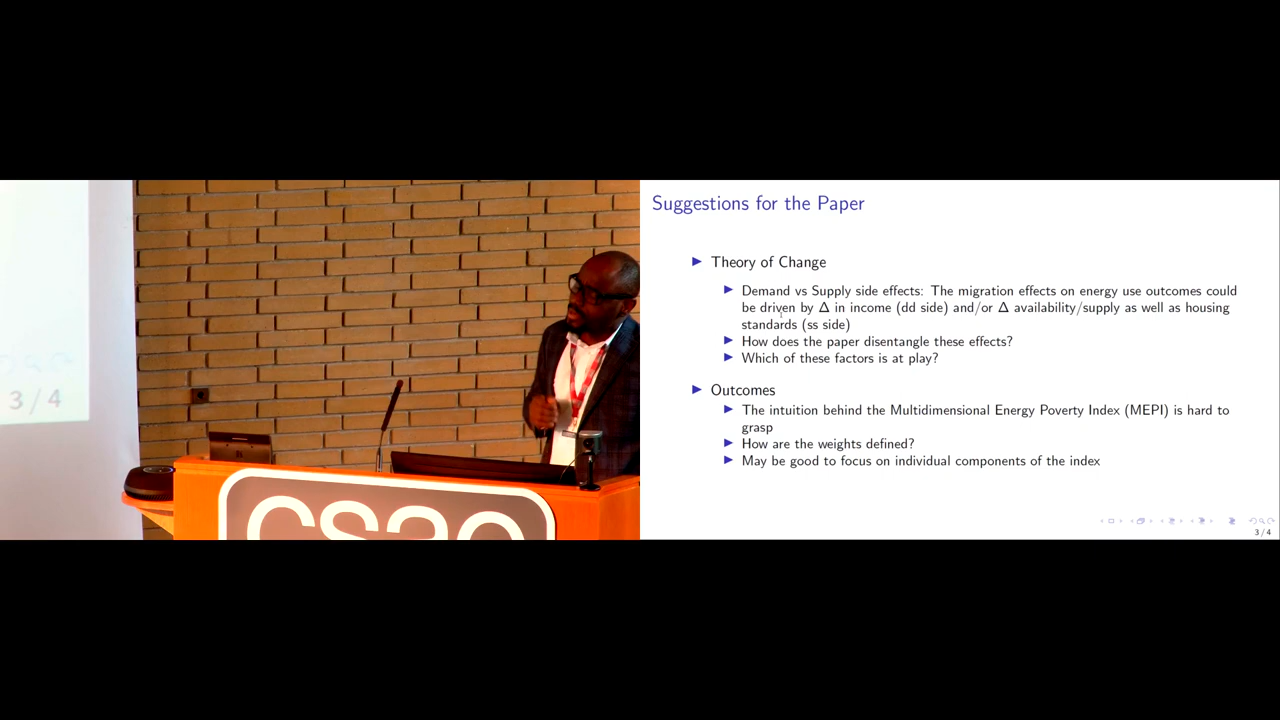 Suggestions for the Paper
Theory of Change
Demand vs Supply side effects: The migration effects on energy use outcomes could
be driven by Δ in income (dd side) and/or Δ availability/supply as well as housing
standards (ss side)
How does the paper disentangle these effects?
Which of these factors is at play?
Outcomes
The intuition behind the Multidimensional Energy Poverty Index (MEPI) is hard to
grasp
How are the weights defined?
May be good to focus on individual components of the index
3 / 4
3 / 4
csae